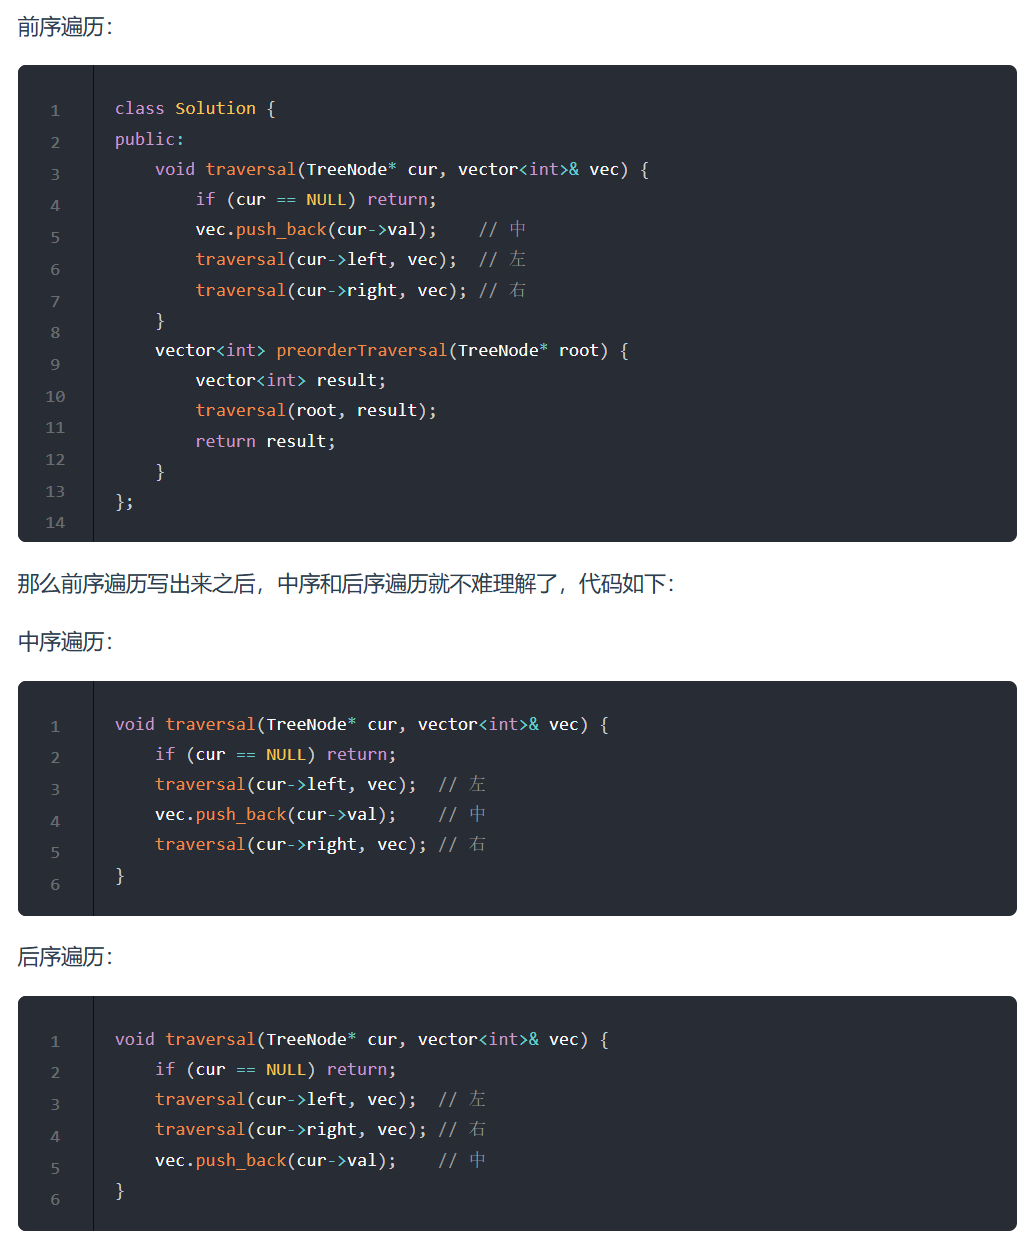 前序遍历：
1 class Solution {
2 public:
3     void traversal(TreeNode* cur, vector<int>& vec) {
4         if (cur == NULL) return;
5         vec.push_back(cur->val);    // 中
6         traversal(cur->left, vec);  // 左
7         traversal(cur->right, vec); // 右
8     }
9     vector<int> preorderTraversal(TreeNode* root) {
10         vector<int> result;
11         traversal(root, result);
12         return result;
13     }
14 };
那么前序遍历写出来之后，中序和后序遍历就不难理解了，代码如下：
中序遍历：
1 void traversal(TreeNode* cur, vector<int>& vec) {
2     if (cur == NULL) return;
3     traversal(cur->left, vec);  // 左
4     vec.push_back(cur->val);    // 中
5     traversal(cur->right, vec); // 右
6 }
后序遍历：
1 void traversal(TreeNode* cur, vector<int>& vec) {
2     if (cur == NULL) return;
3     traversal(cur->left, vec);  // 左
4     traversal(cur->right, vec); // 右
5     vec.push_back(cur->val);    // 中
6 }